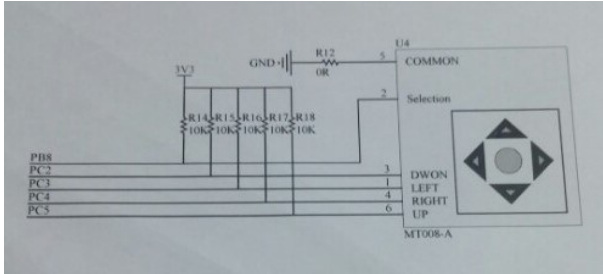 U4
R12
GND
0R
5
COMMON
3V3
2
Selection
R14 R15 R16 R17 R18
10K 10K 10K 10K 10K
PB8
PC2
3
DWON
PC3
1
LEFT
PC4
4
RIGHT
PC5
6
UP
MT008-A